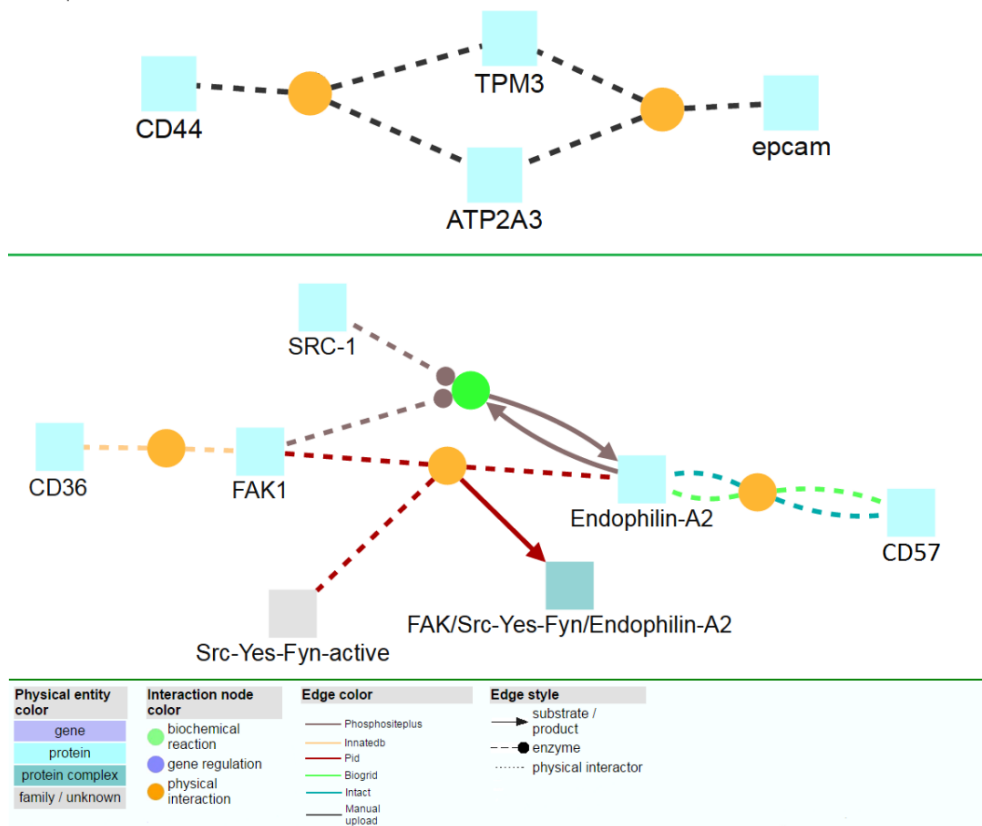 TPM3
CD44
epcam
ATP2A3
SRC-1
CD36
FAK1
Endophilin-A2
CD57
FAK/Src-Yes-Fyn/Endophilin-A2
Src-Yes-Fyn-active
Physical entity
color
gene
protein
protein complex
family / unknown
Interaction node
color
biochemical
reaction
gene regulation
physical
interaction
Edge color
Phosphositeplus
Innatedb
Pid
Biogrid
Intact
Manual
upload
Edge style
substrate /
product
enzyme
physical interactor